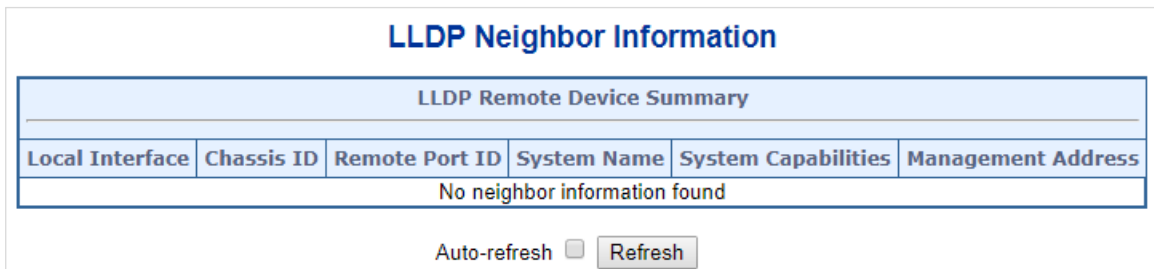 LLDP Neighbor Information
LLDP Remote Device Summary
Local Interface Chassis ID Remote Port ID System Name System Capabilities Management Address
No neighbor information found
Auto-refresh Refresh